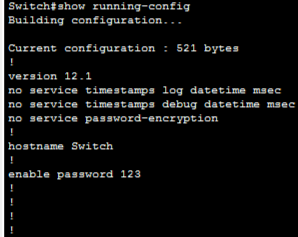 Switch#show running-config
Building configuration...
Current configuration : 521 bytes
!
version 12.1
no service timestamps log datetime msec
no service timestamps debug datetime msec
no service password-encryption
!
hostname Switch
!
enable password 123
!
!
!
!